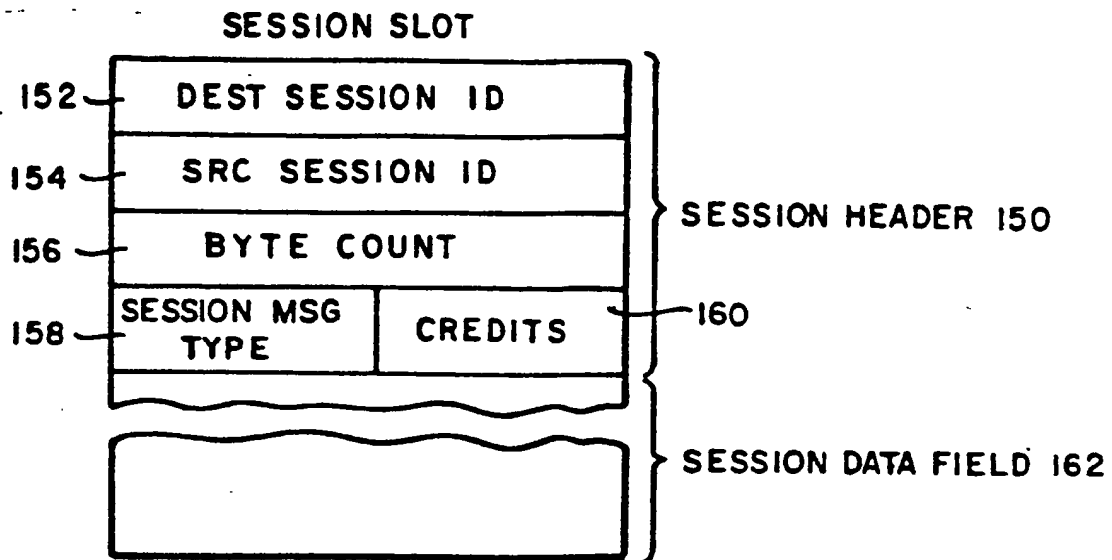 SESSION SLOT
152 DEST SESSION ID
154 SRC SESSION ID
SESSION HEADER 150
156 BYTE COUNT
158 SESSION MSG TYPE
CREDITS 160
SESSION DATA FIELD 162